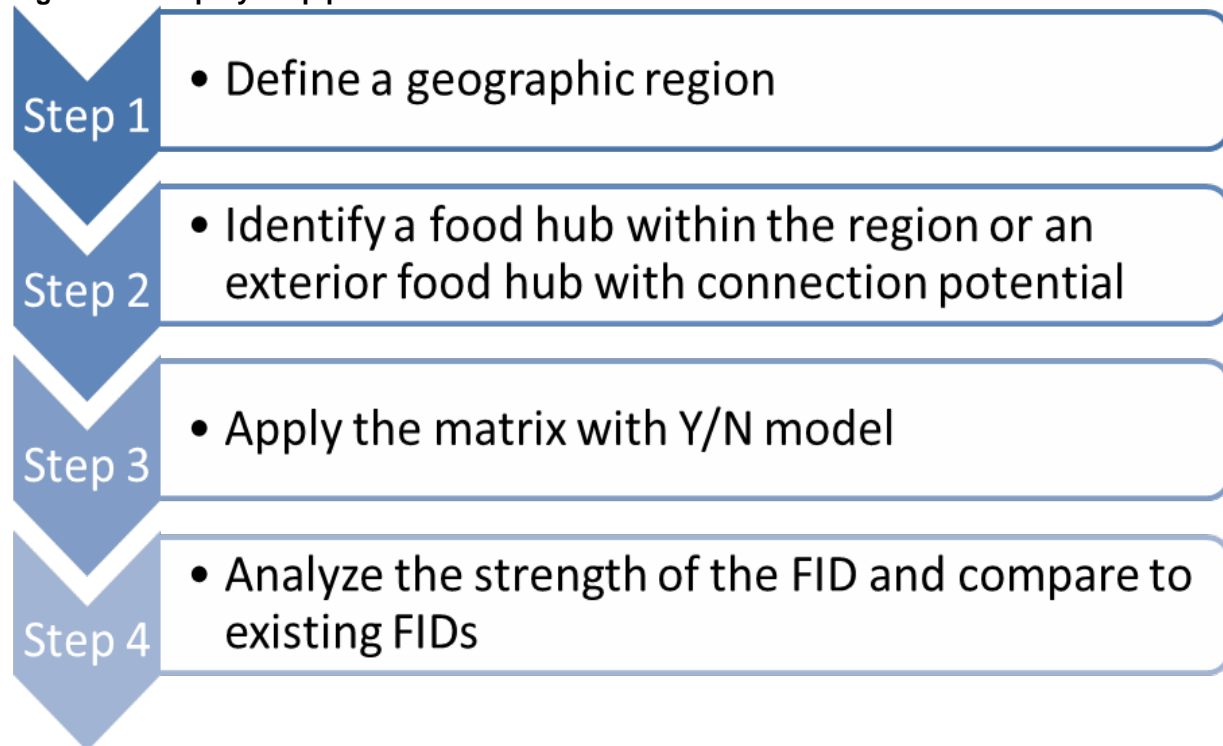 Step 1
• Define a geographic region
Step 2
• Identify a food hub within the region or an
exterior food hub with connection potential
Step 3
• Apply the matrix with Y/N model
Step 4
• Analyze the strength of the FID and compare to
existing FIDs